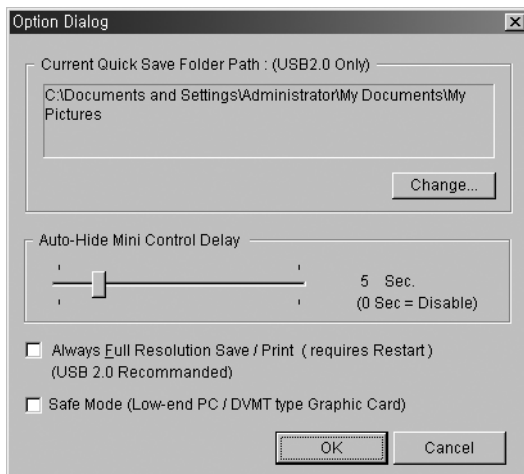 Option Dialog
Current Quick Save Folder Path : (USB2.0 Only)
C:\Documents and Settings\Administrator\My Documents\My
Pictures
Change...
Auto-Hide Mini Control Delay
5 Sec.
(0 Sec = Disable)
Always Full Resolution Save / Print ( requires Restart )
(USB 2.0 Recommanded)
Safe Mode (Low-end PC / DVMT type Graphic Card)
OK
Cancel